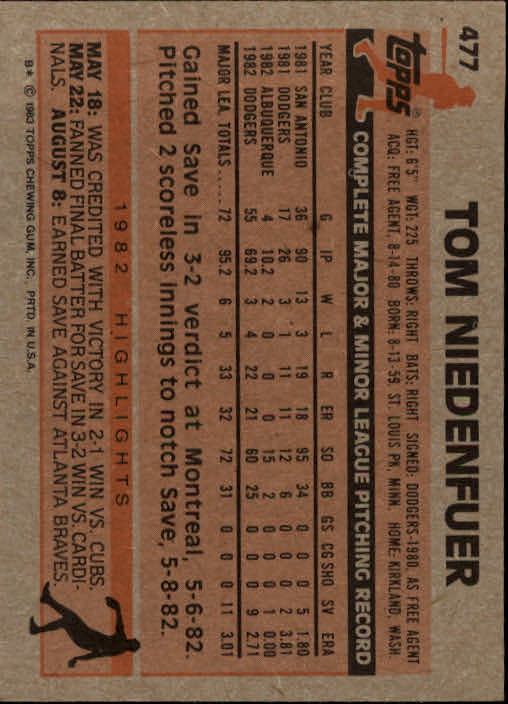 477
Topps®
TOM NIEDENFUER
HGT: 6'5" WGT: 225 THROWS: RIGHT BATS: RIGHT SIGNED: DODGERS-1980, AS FREE AGENT
ACQ: FREE AGENT, 8-14-80 BORN: 8-13-59, ST. LOUIS PK, MINN. HOME: KIRKLAND, WASH.
COMPLETE MAJOR & MINOR LEAGUE PITCHING RECORD
YEAR CLUB G IP W L R ER SO BB GS CG SHO SV ERA
1981 SAN ANTONIO 36 90 13 3 19 18 95 34 0 0 0 5 1.80
1981 DODGERS 17 26 3 1 11 11 12 6 0 0 0 2 3.81
1982 ALBUQUERQUE 4 10.2 2 0 0 0 15 2 0 0 0 1 0.00
1982 DODGERS 55 69.2 3 4 22 21 60 25 0 0 0 9 2.71
MAJOR LEA. TOTALS ..... 72 95.2 6 5 33 32 72 31 0 0 0 11 3.01
Gained Save in 3-2 verdict at Montreal, 5-6-82.
Pitched 2 scoreless innings to notch Save, 5-8-82.
1982 HIGHLIGHTS
MAY 18: WAS CREDITED WITH VICTORY IN 2-1 WIN VS. CUBS.
MAY 22: FANNED FINAL BATTER FOR SAVE IN 3-2 WIN VS. CARDI-
NALS. AUGUST 8: EARNED SAVE AGAINST ATLANTA BRAVES.
B* © 1983 TOPPS CHEWING GUM, INC., PRTD. IN U.S.A.